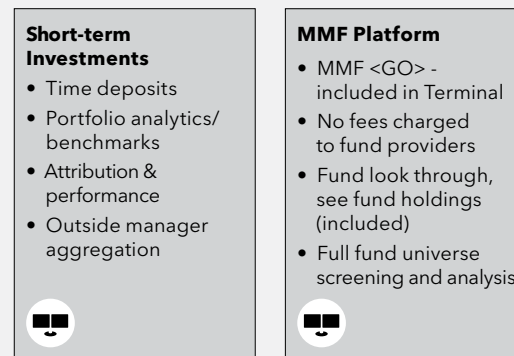 Short-term
Investments
• Time deposits
• Portfolio analytics/
benchmarks
• Attribution &
performance
• Outside manager
aggregation
MMF Platform
• MMF <GO> -
included in Terminal
• No fees charged
to fund providers
• Fund look through,
see fund holdings
(included)
• Full fund universe
screening and analysis